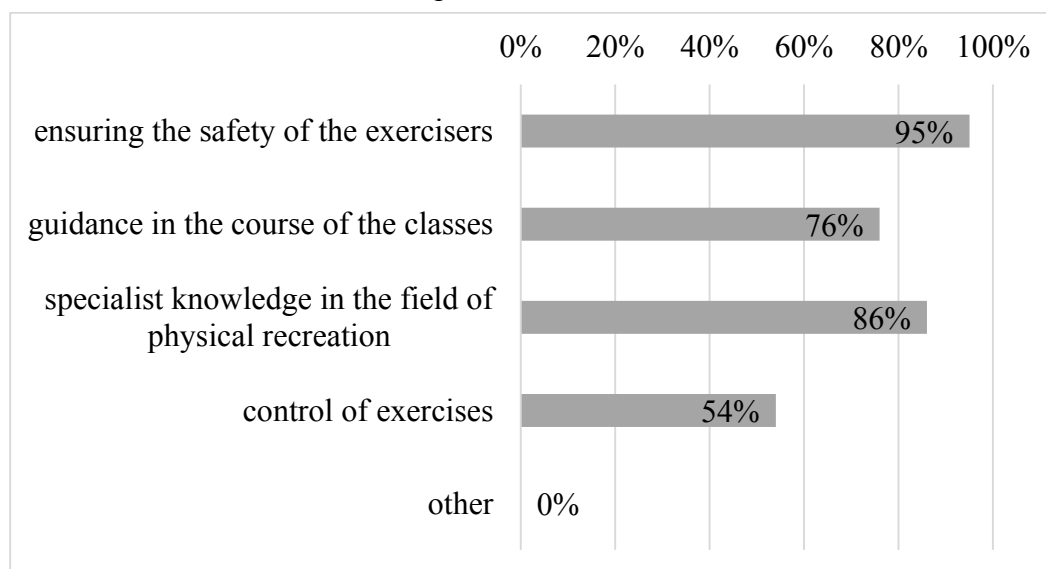 0% 20% 40% 60% 80% 100%
ensuring the safety of the exercisers 95%
guidance in the course of the classes 76%
specialist knowledge in the field of
physical recreation 86%
control of exercises 54%
other 0%